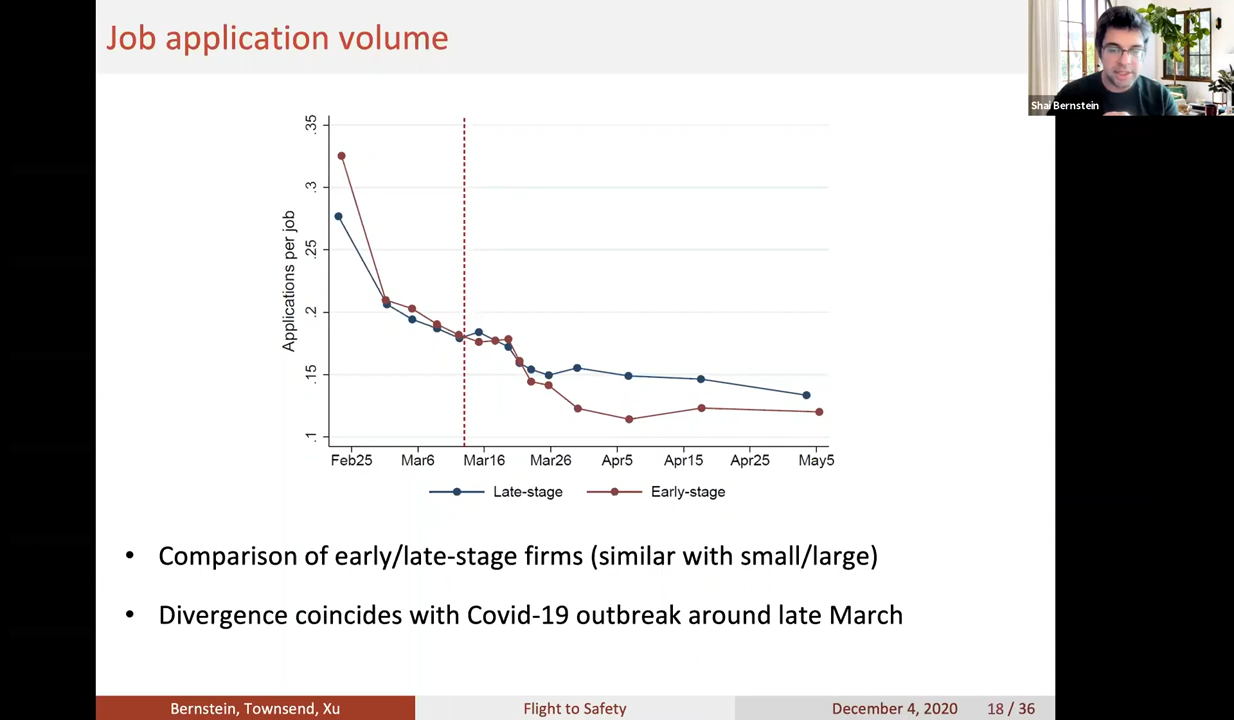 Job application volume
Shai Bernstein
Applications per job
.35
.3
.25
.2
.15
.1
Feb25 Mar6 Mar16 Mar26 Apr5 Apr15 Apr25 May5
Late-stage Early-stage
• Comparison of early/late-stage firms (similar with small/large)
• Divergence coincides with Covid-19 outbreak around late March
Bernstein, Townsend, Xu Flight to Safety December 4, 2020 18 / 36